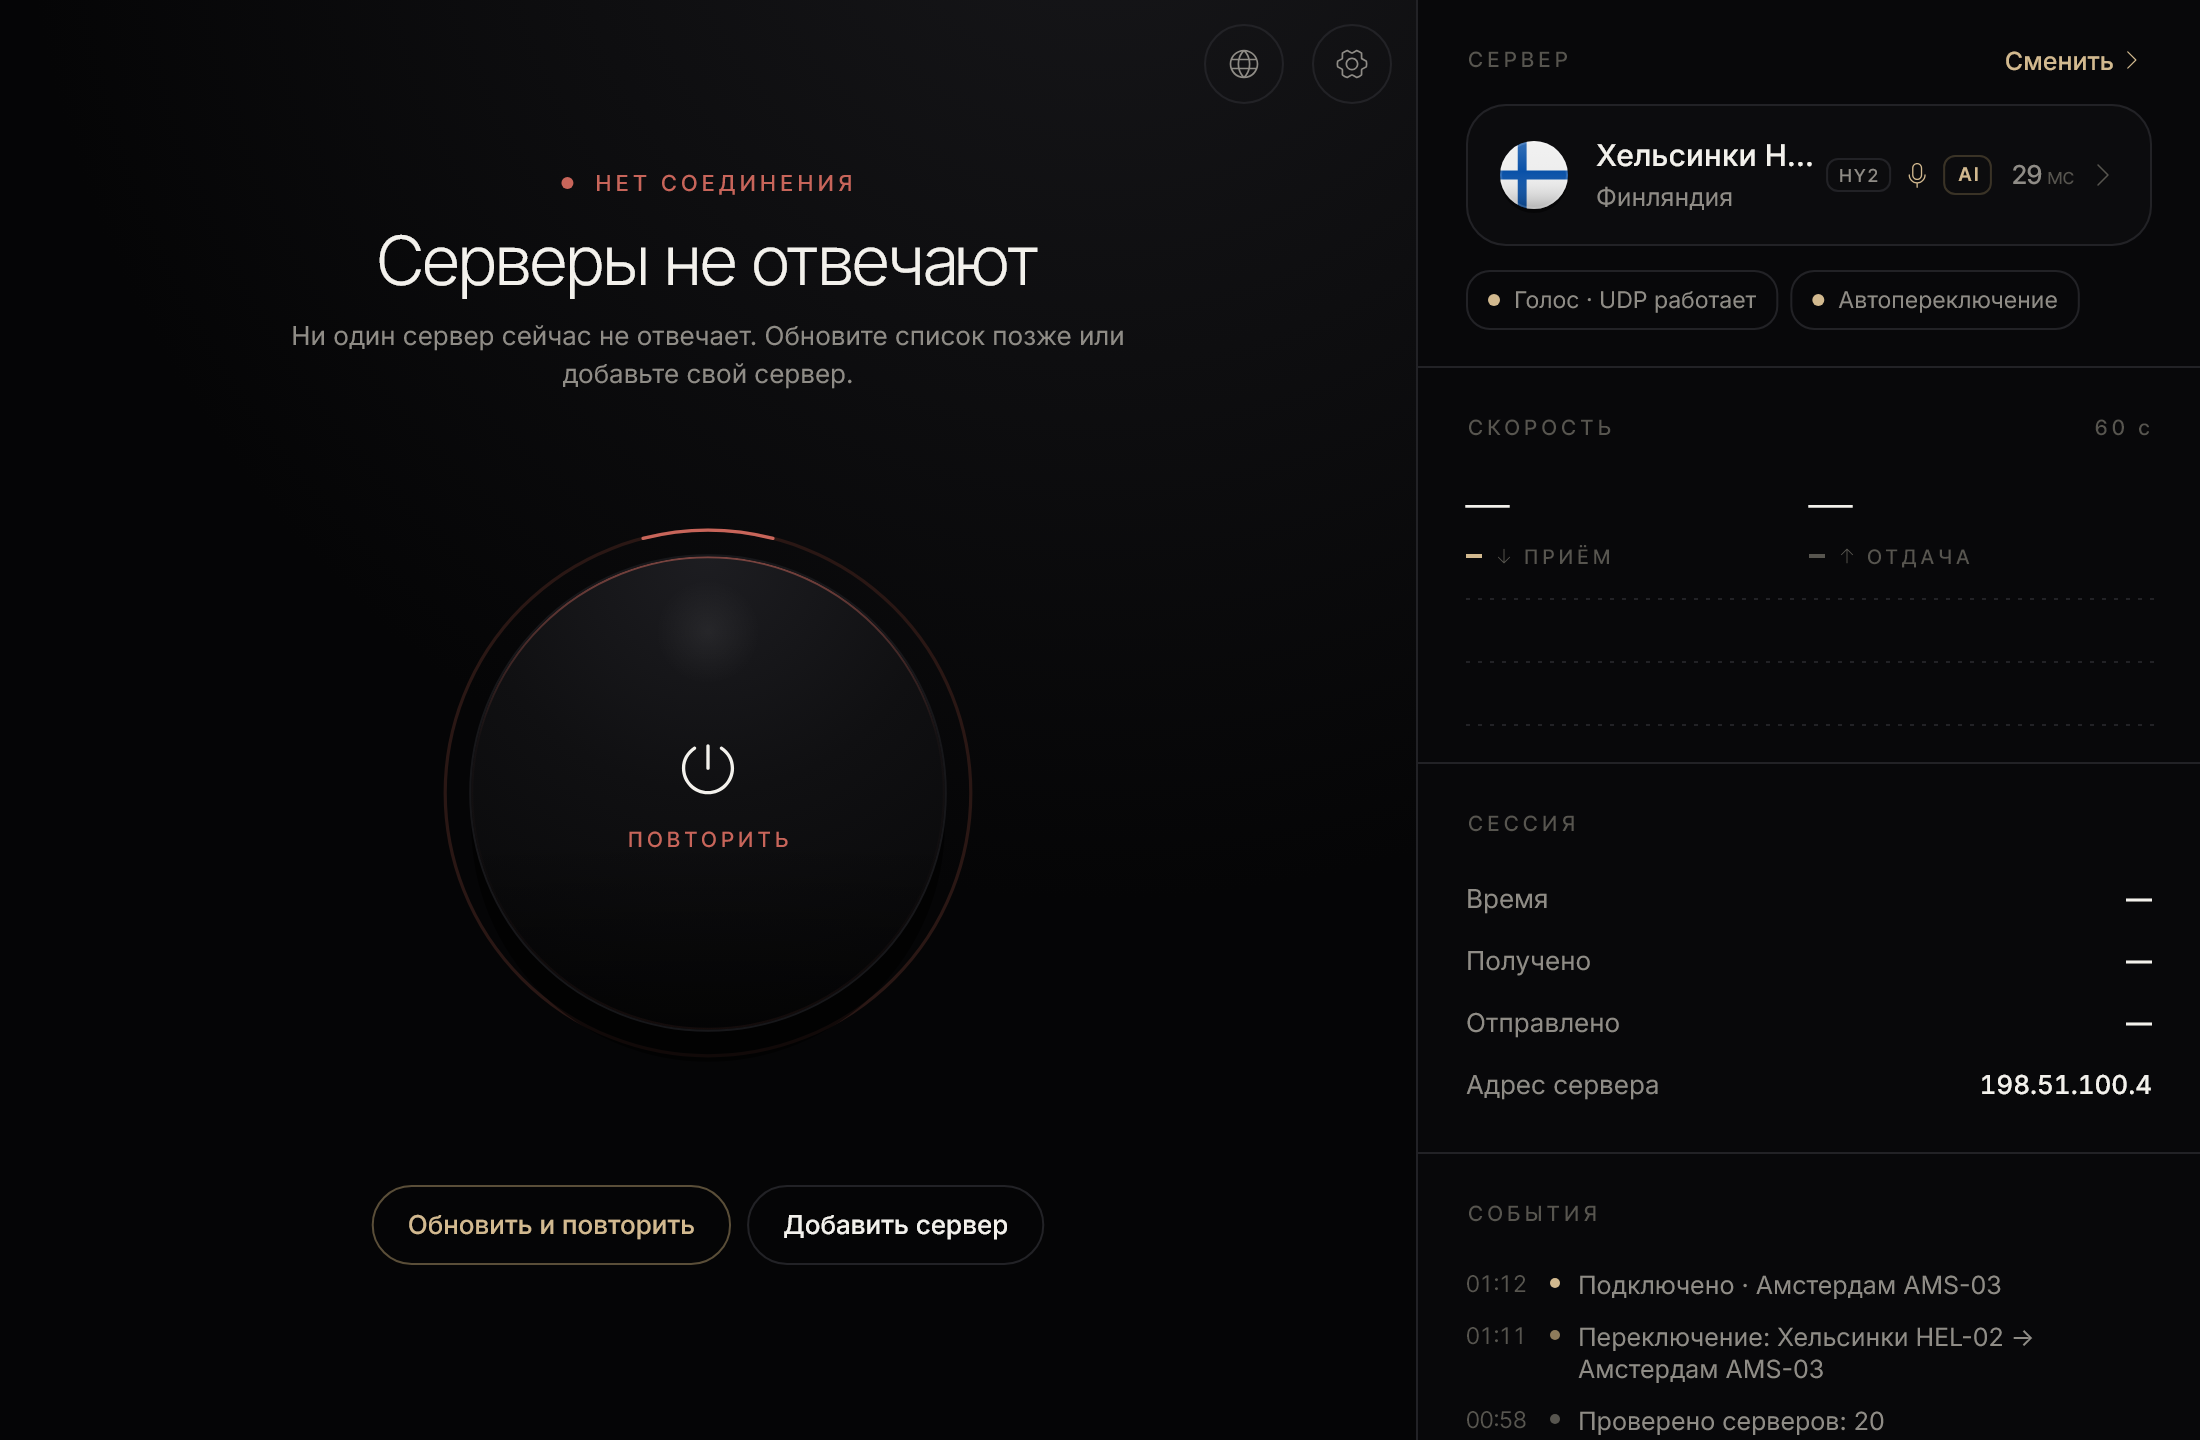 НЕТ СОЕДИНЕНИЯ
Серверы не отвечают
Ни один сервер сейчас не отвечает. Обновите список позже или
добавьте свой сервер.
ПОВТОРИТЬ
Обновить и повторить
Добавить сервер
СЕРВЕР
Сменить
Хельсинки H...
Финляндия
HY2
AI
29 мс
Голос · UDP работает
Автопереключение
СКОРОСТЬ
60 с
—
—
↓ ПРИЁМ
↑ ОТДАЧА
СЕССИЯ
Время —
Получено —
Отправлено —
Адрес сервера 198.51.100.4
СОБЫТИЯ
01:12 Подключено · Амстердам AMS-03
01:11 Переключение: Хельсинки HEL-02 →
Амстердам AMS-03
00:58 Проверено серверов: 20